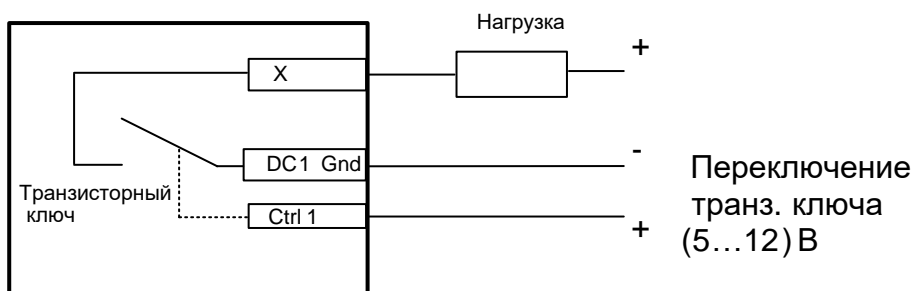 Нагрузка
+
X
-
DC1 Gnd
Переключение
Транзисторный
ключ
транз. ключа
Ctrl 1
+
(5...12) В